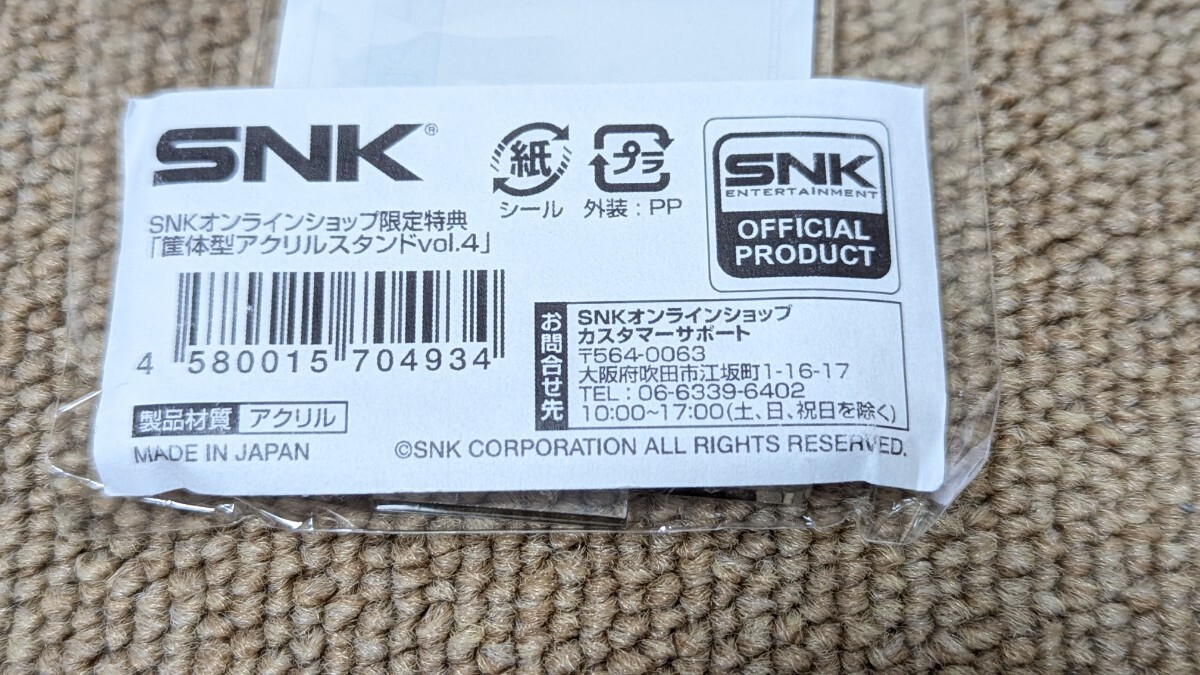 SNK®
紙
シール
プラ
外装：PP
SNK
ENTERTAINMENT
OFFICIAL
PRODUCT
SNKオンラインショップ限定特典
「筐体型アクリルスタンドvol.4」
4 580015 704934
製品材質 アクリル
MADE IN JAPAN
お問合せ先
SNKオンラインショップ
カスタマーサポート
〒564-0063
大阪府吹田市江坂町1-16-17
TEL：06-6339-6402
10:00~17:00(土、日、祝日を除く)
©SNK CORPORATION ALL RIGHTS RESERVED.